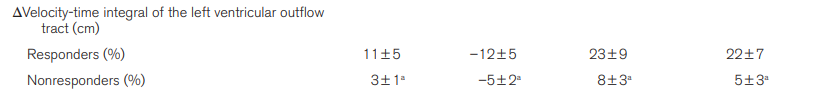 ΔVelocity-time integral of the left ventricular outflow
tract (cm)
Responders (%) 11±5 −12±5 23±9 22±7
Nonresponders (%) 3±1ᵃ −5±2ᵃ 8±3ᵃ 5±3ᵃ